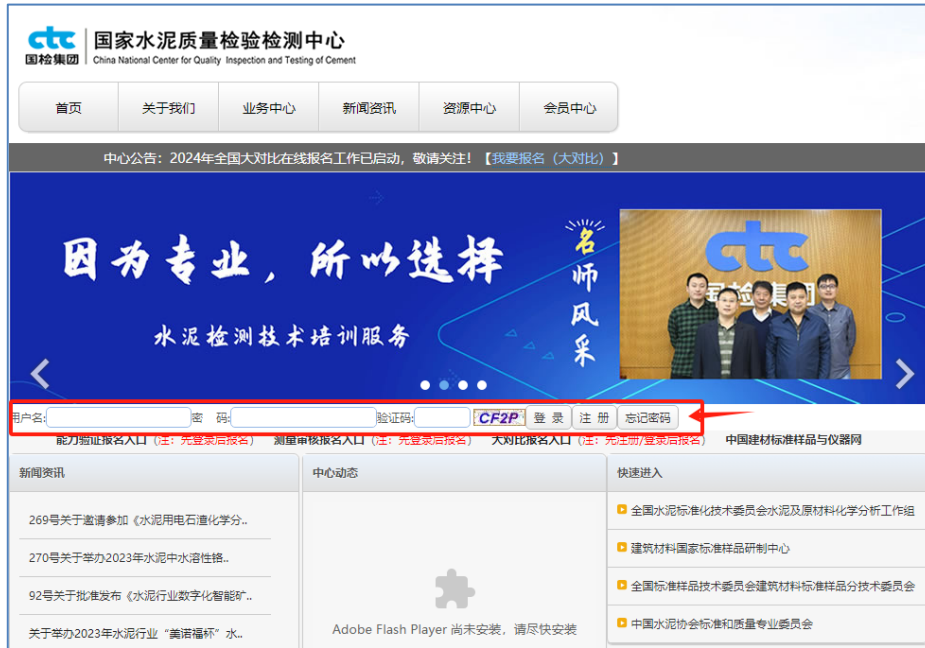 ctc
国检集团
国家水泥质量检验检测中心
China National Center for Quality Inspection and Testing of Cement
首页 关于我们 业务中心 新闻资讯 资源中心 会员中心
中心公告：2024年全国大对比在线报名工作已启动，敬请关注！【我要报名（大对比）】
因为专业，所以选择
水泥检测技术培训服务
名师风采
ctc
国检集团
用户名: 密 码: 验证码: CF2P 登 录 注 册 忘记密码
能力验证报名入口（注：先登录后报名） 测量审核报名入口（注：先登录后报名） 大对比报名入口（注：先注册/登录后报名） 中国建材标准样品与仪器网
新闻资讯
269号关于邀请参加《水泥用电石渣化学分..
270号关于举办2023年水泥中水溶性铬..
92号关于批准发布《水泥行业数字化智能矿..
关于举办2023年水泥行业“美诺福杯”水..
中心动态
Adobe Flash Player 尚未安装，请尽快安装
快速进入
全国水泥标准化技术委员会水泥及原材料化学分析工作组
建筑材料国家标准样品研制中心
全国标准样品技术委员会建筑材料标准样品分技术委员会
中国水泥协会标准和质量专业委员会